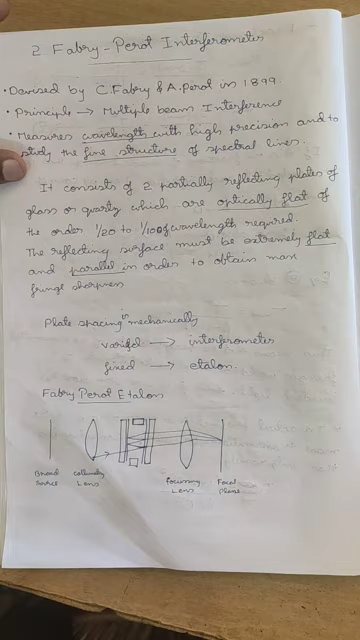 2 Fabry-Perot Interferometer
• Devised by C.Fabry & A.Perot in 1899.
• Principle → Multiple beam Interference
• Measures wavelength with high precision and to
study the fine structure of spectral lines.
It consists of 2 partially reflecting plates of
glass or quartz which are optically flat of
the order 1/20 to 1/100 of wavelength required.
The reflecting surface must be extremely flat
and parallel in order to obtain max
fringe sharpness
Plate spacing is mechanically
varied → interferometer
fixed → etalon.
Fabry Perot Etalon
Broad Source
collimating Lens
focussing Lens
Focal Plane